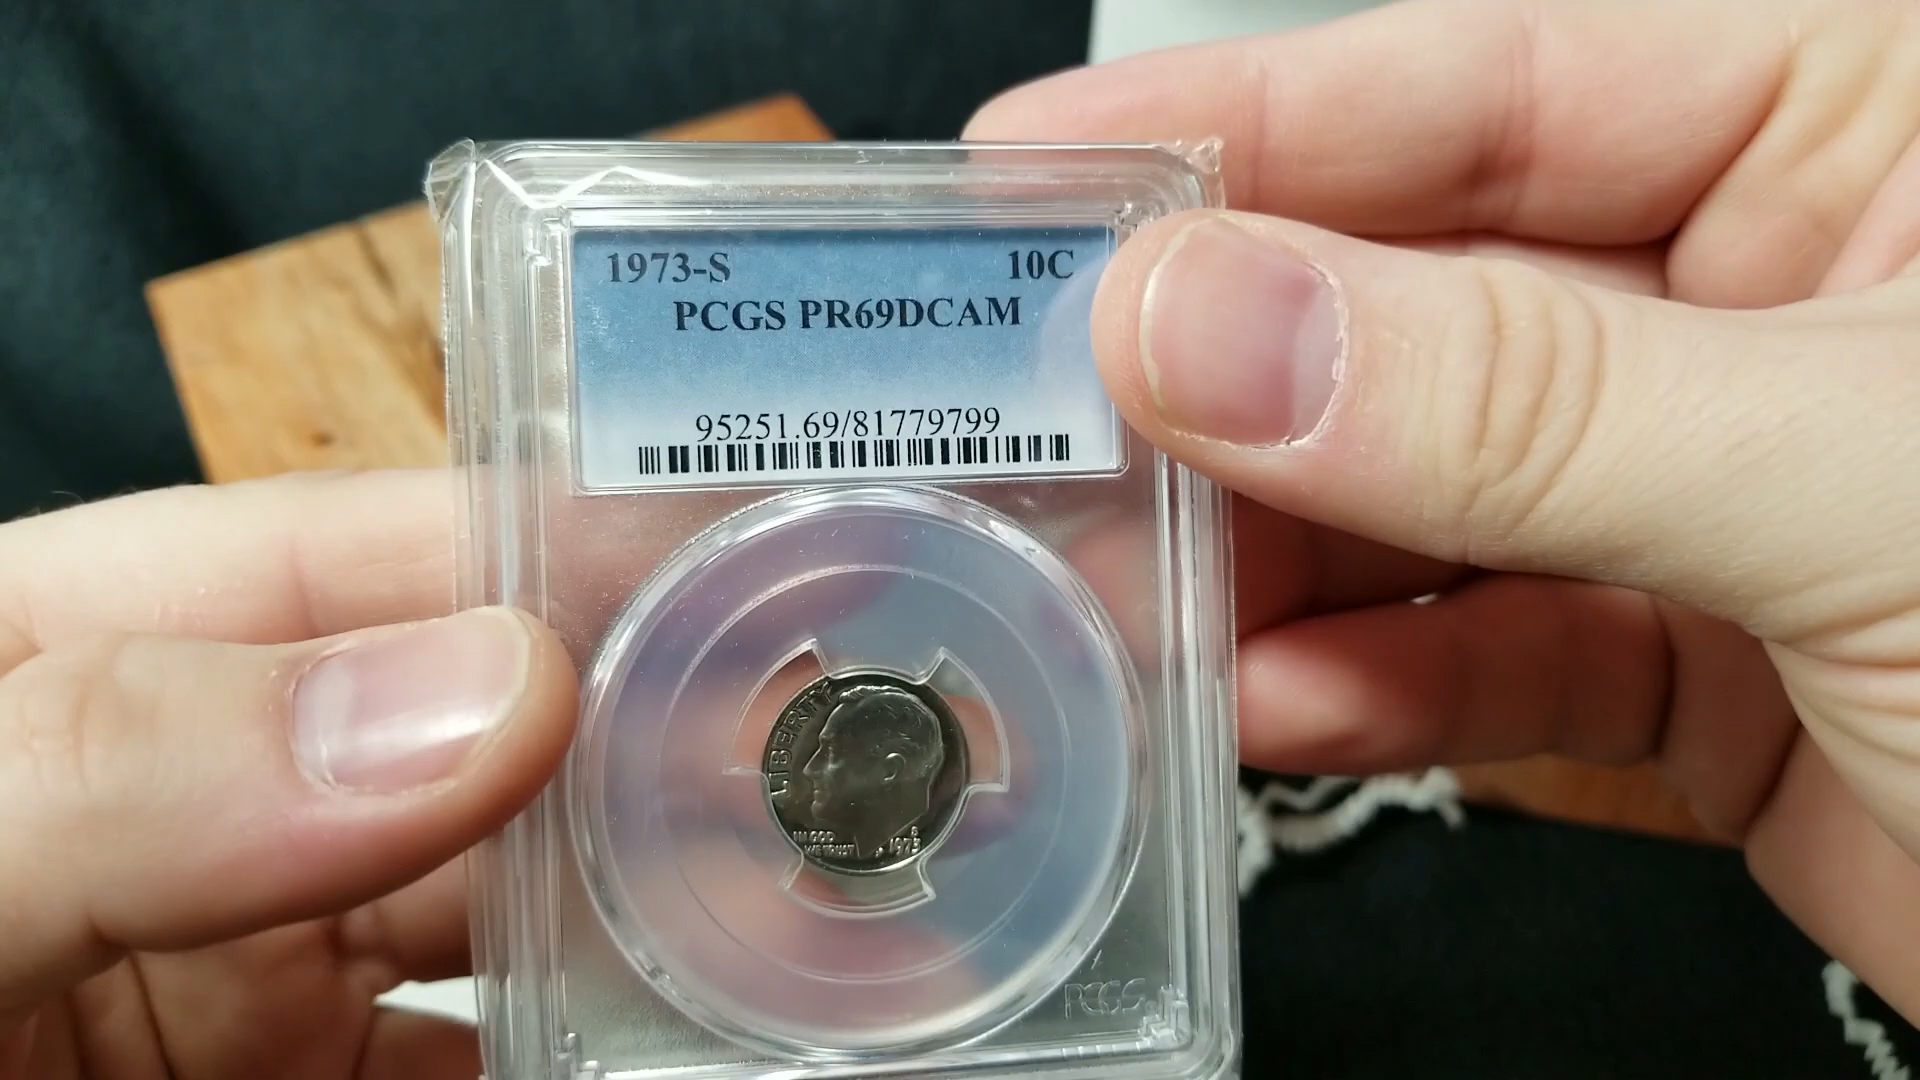 1973-S 10C
PCGS PR69DCAM
95251.69/81779799
LIBERTY
IN GOD
WE TRUST
S
1973
PCGS